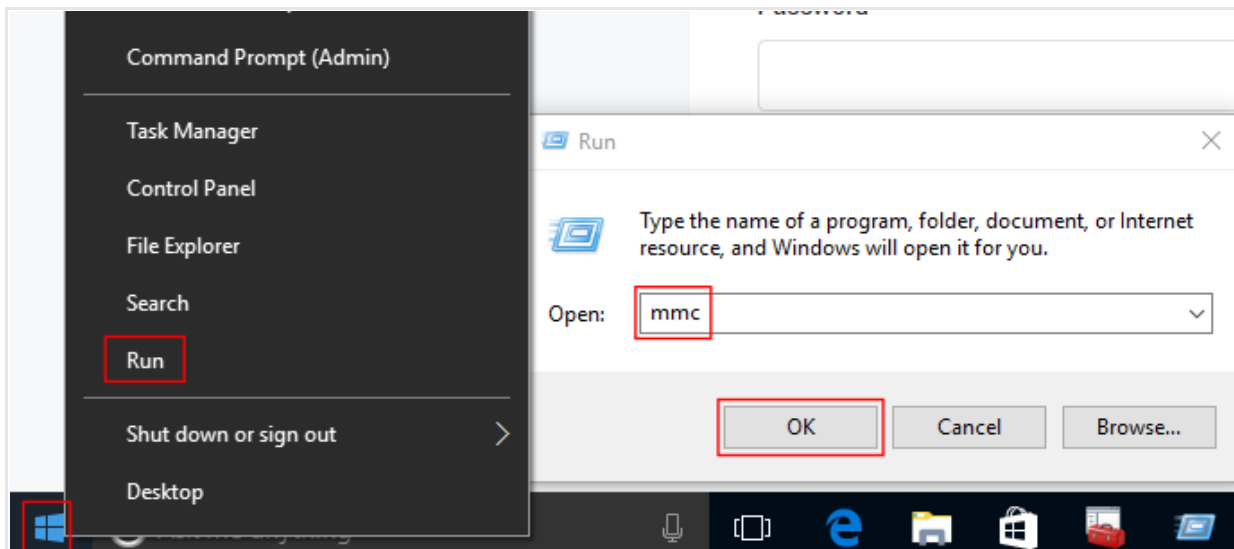 Command Prompt (Admin)
Task Manager
Control Panel
File Explorer
Search
Run
Shut down or sign out
Desktop
Password
Run
Type the name of a program, folder, document, or Internet
resource, and Windows will open it for you.
Open: mmc
OK Cancel Browse...